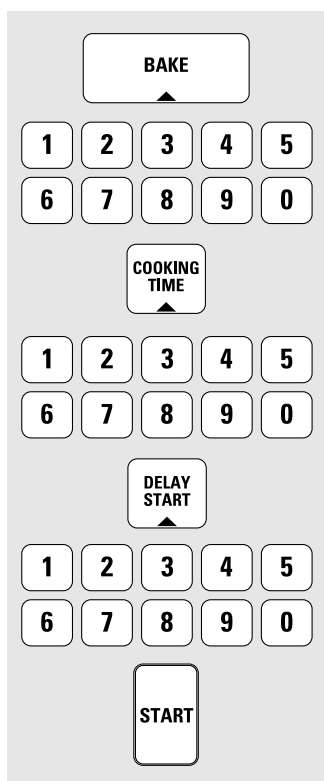 BAKE
1 2 3 4 5
6 7 8 9 0
COOKING
TIME
1 2 3 4 5
6 7 8 9 0
DELAY
START
1 2 3 4 5
6 7 8 9 0
START